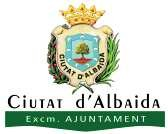 CIUTAT D'ALBAIDA
Ciutat d'Albaida
Excm. AJUNTAMENT